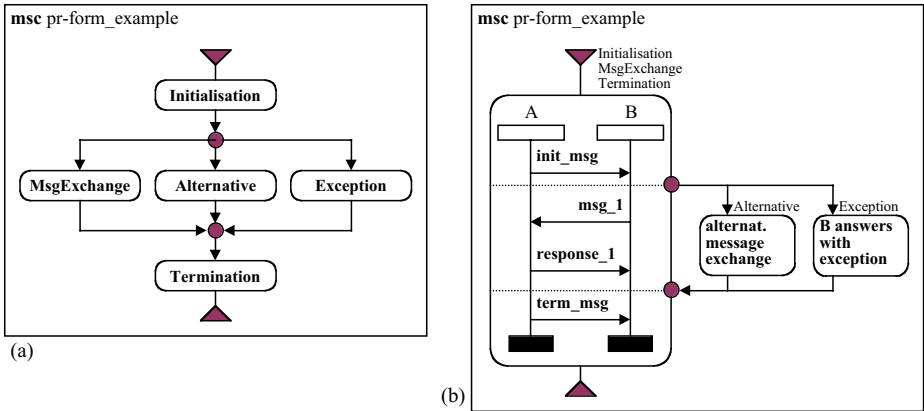 msc pr-form_example
Initialisation
MsgExchange
Alternative
Exception
Termination
(a)
msc pr-form_example
Initialisation
MsgExchange
Termination
A
B
init_msg
msg_1
response_1
term_msg
Alternative
alternat.
message
exchange
Exception
B answers
with
exception
(b)